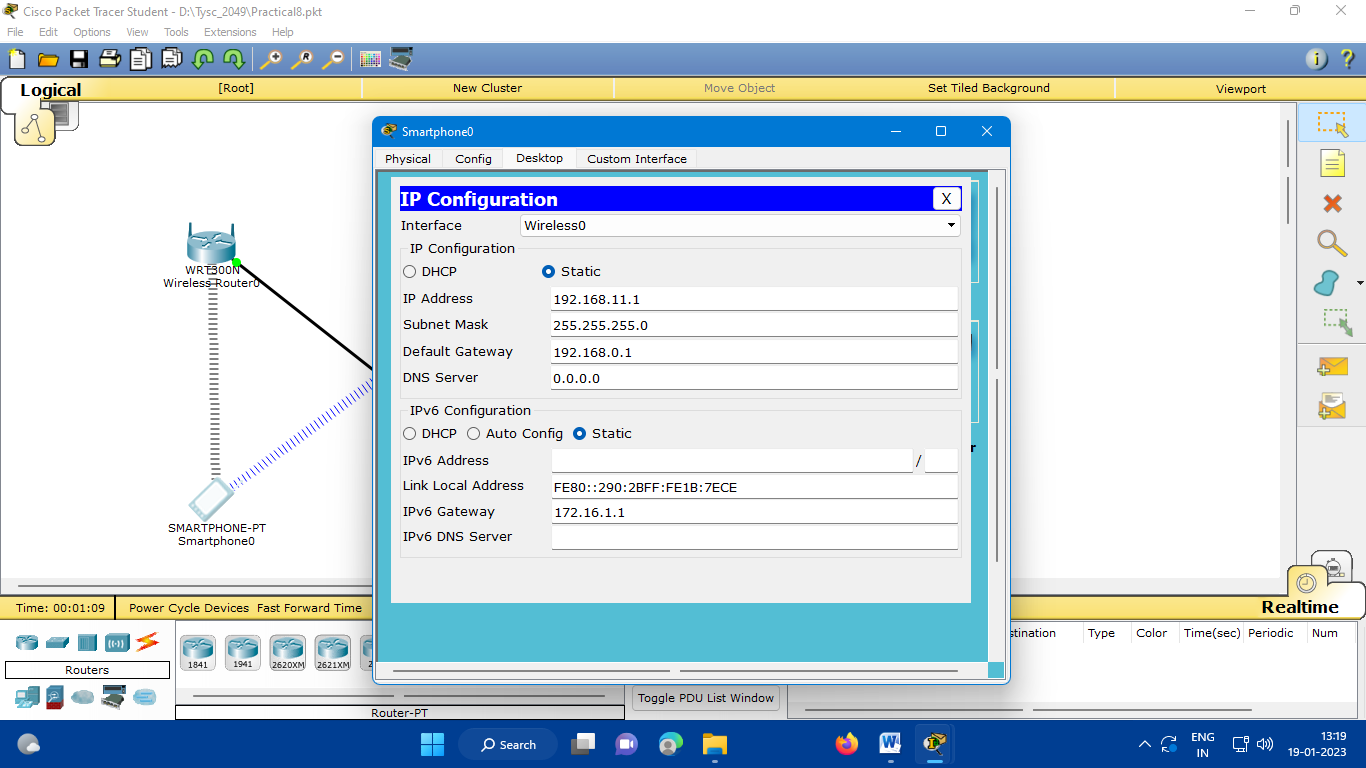 Cisco Packet Tracer Student - D:\Tysc_2049\Practical8.pkt
File Edit Options View Tools Extensions Help
Logical [Root] New Cluster Move Object Set Tiled Background Viewport
Smartphone0
Physical Config Desktop Custom Interface
IP Configuration X
Interface Wireless0
IP Configuration
DHCP Static
IP Address 192.168.11.1
Subnet Mask 255.255.255.0
Default Gateway 192.168.0.1
DNS Server 0.0.0.0
IPv6 Configuration
DHCP Auto Config Static
IPv6 Address /
Link Local Address FE80::290:2BFF:FE1B:7ECE
IPv6 Gateway 172.16.1.1
IPv6 DNS Server
WRT300N
Wireless Router0
SMARTPHONE-PT
Smartphone0
Time: 00:01:09 Power Cycle Devices Fast Forward Time Realtime
Routers
1841 1941 2620XM 2621XM
Router-PT
Toggle PDU List Window
stination Type Color Time(sec) Periodic Num
Search
ENG
IN
13:19
19-01-2023